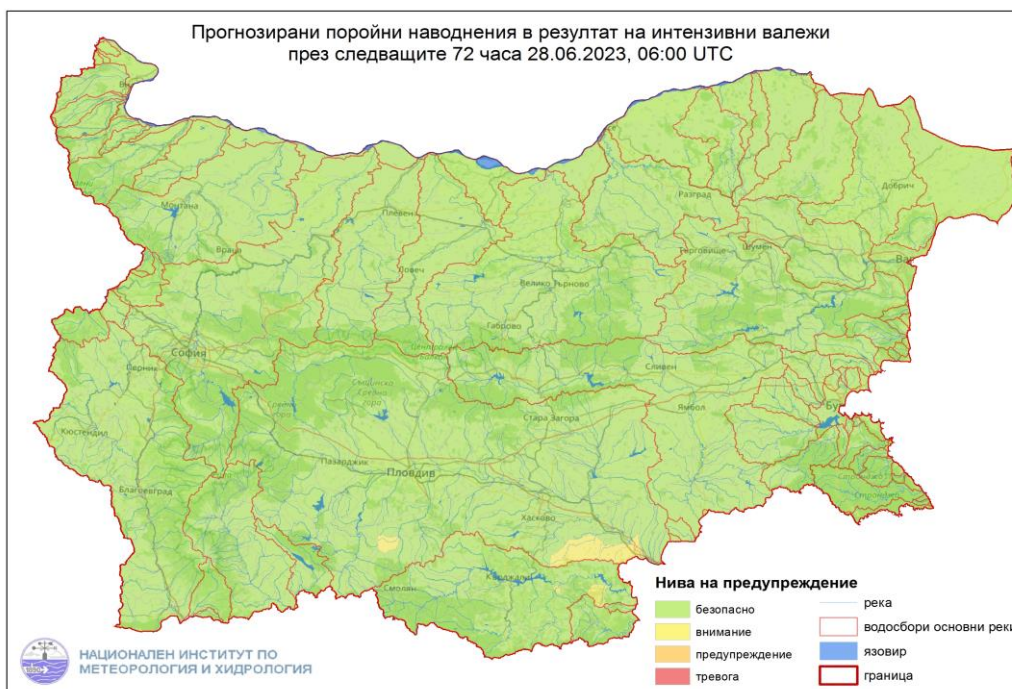 Прогнозирани поройни наводнения в резултат на интензивни валежи
през следващите 72 часа 28.06.2023, 06:00 UTC
Монтана
Враца
Плевен
Ловеч
Разград
Добрич
Търговище
Шумен
Велико Търново
Габрово
София
Перник
Сливен
Ямбол
Стара Загора
Кюстендил
Пазарджик
Пловдив
Благоевград
Хасково
Кърджали
Смолян
Нива на предупреждение
безопасно
внимание
предупреждение
тревога
река
водосбори основни реки
язовир
граница
НАЦИОНАЛЕН ИНСТИТУТ ПО
МЕТЕОРОЛОГИЯ И ХИДРОЛОГИЯ